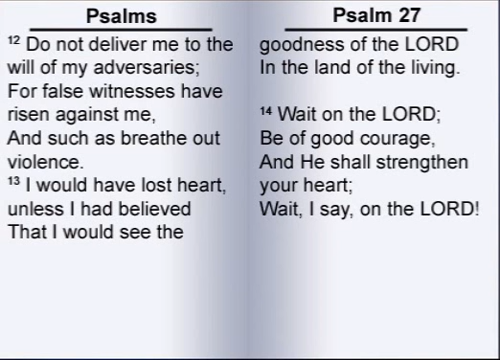 Psalms
12 Do not deliver me to the
will of my adversaries;
For false witnesses have
risen against me,
And such as breathe out
violence.
13 I would have lost heart,
unless I had believed
That I would see the
Psalm 27
goodness of the LORD
In the land of the living.
14 Wait on the LORD;
Be of good courage,
And He shall strengthen
your heart;
Wait, I say, on the LORD!